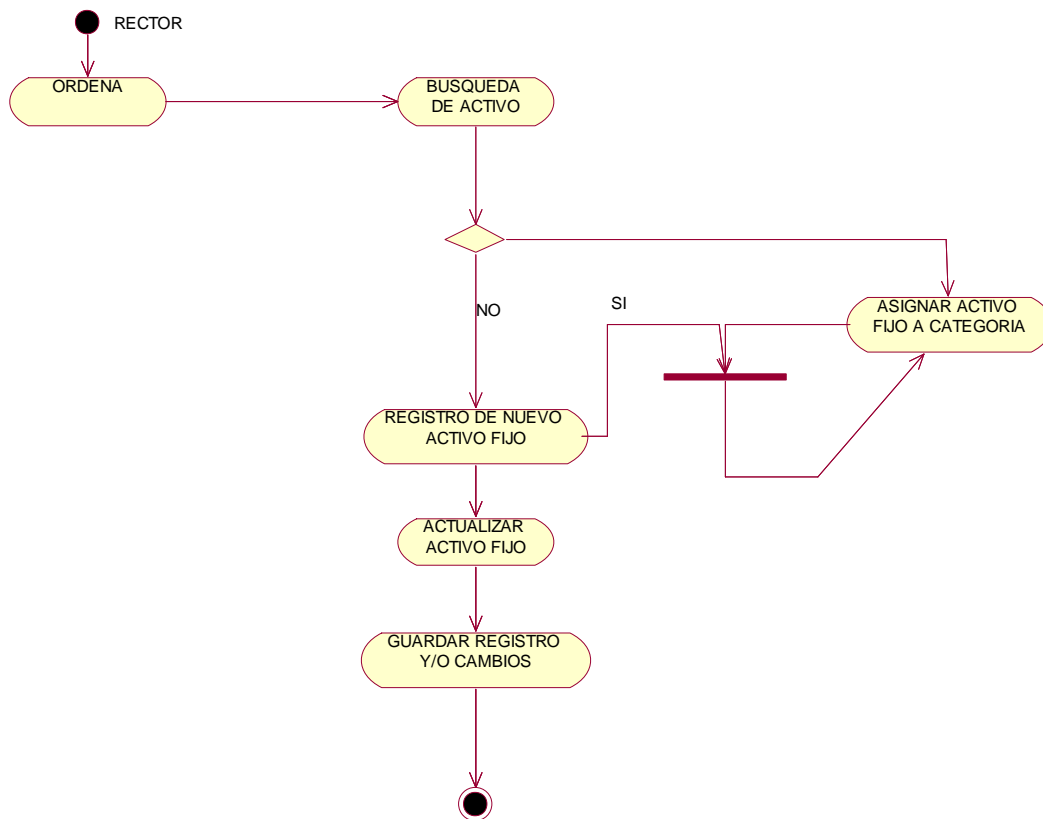 RECTOR
ORDENA
BUSQUEDA
DE ACTIVO
NO
SI
ASIGNAR ACTIVO
FIJO A CATEGORIA
REGISTRO DE NUEVO
ACTIVO FIJO
ACTUALIZAR
ACTIVO FIJO
GUARDAR REGISTRO
Y/O CAMBIOS